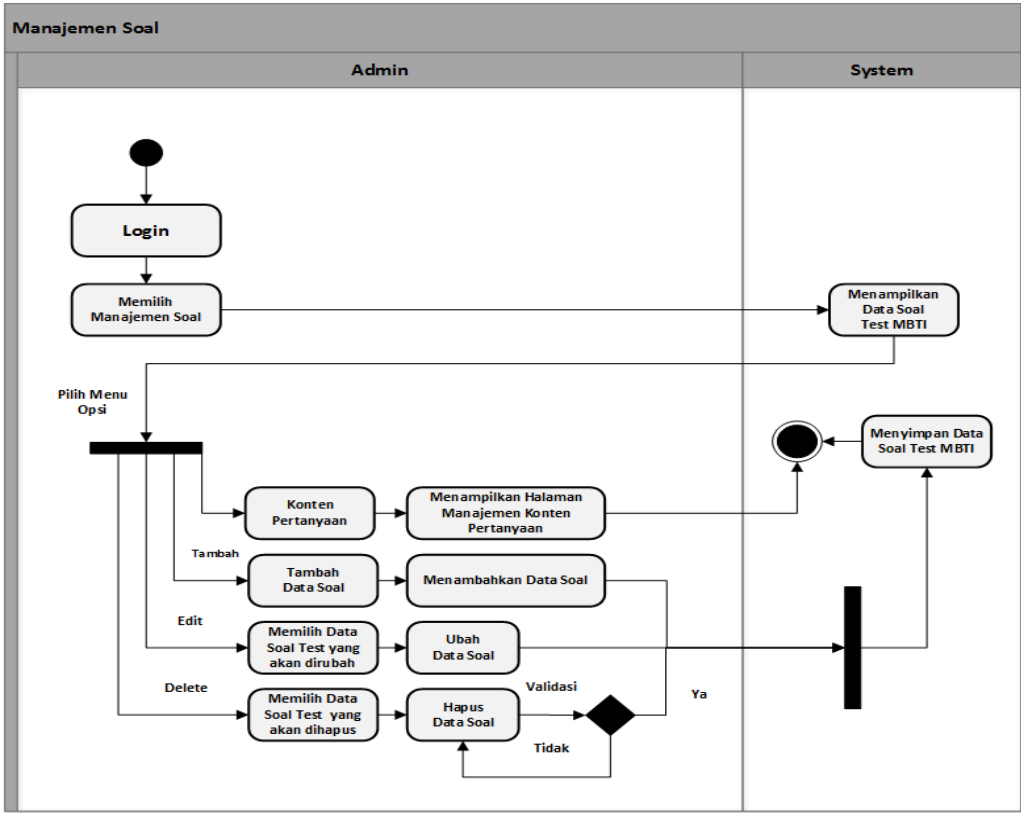 Manajemen Soal
Admin
System
Login
Memilih
Manajemen Soal
Menampilkan
Data Soal
Test MBTI
Pilih Menu
Opsi
Menyimpan Data
Soal Test MBTI
Konten
Pertanyaan
Menampilkan Halaman
Manajemen Konten
Pertanyaan
Tambah
Tambah
Data Soal
Menambahkan Data Soal
Edit
Memilih Data
Soal Test yang
akan dirubah
Ubah
Data Soal
Delete
Memilih Data
Soal Test yang
akan dihapus
Hapus
Data Soal
Validasi
Ya
Tidak